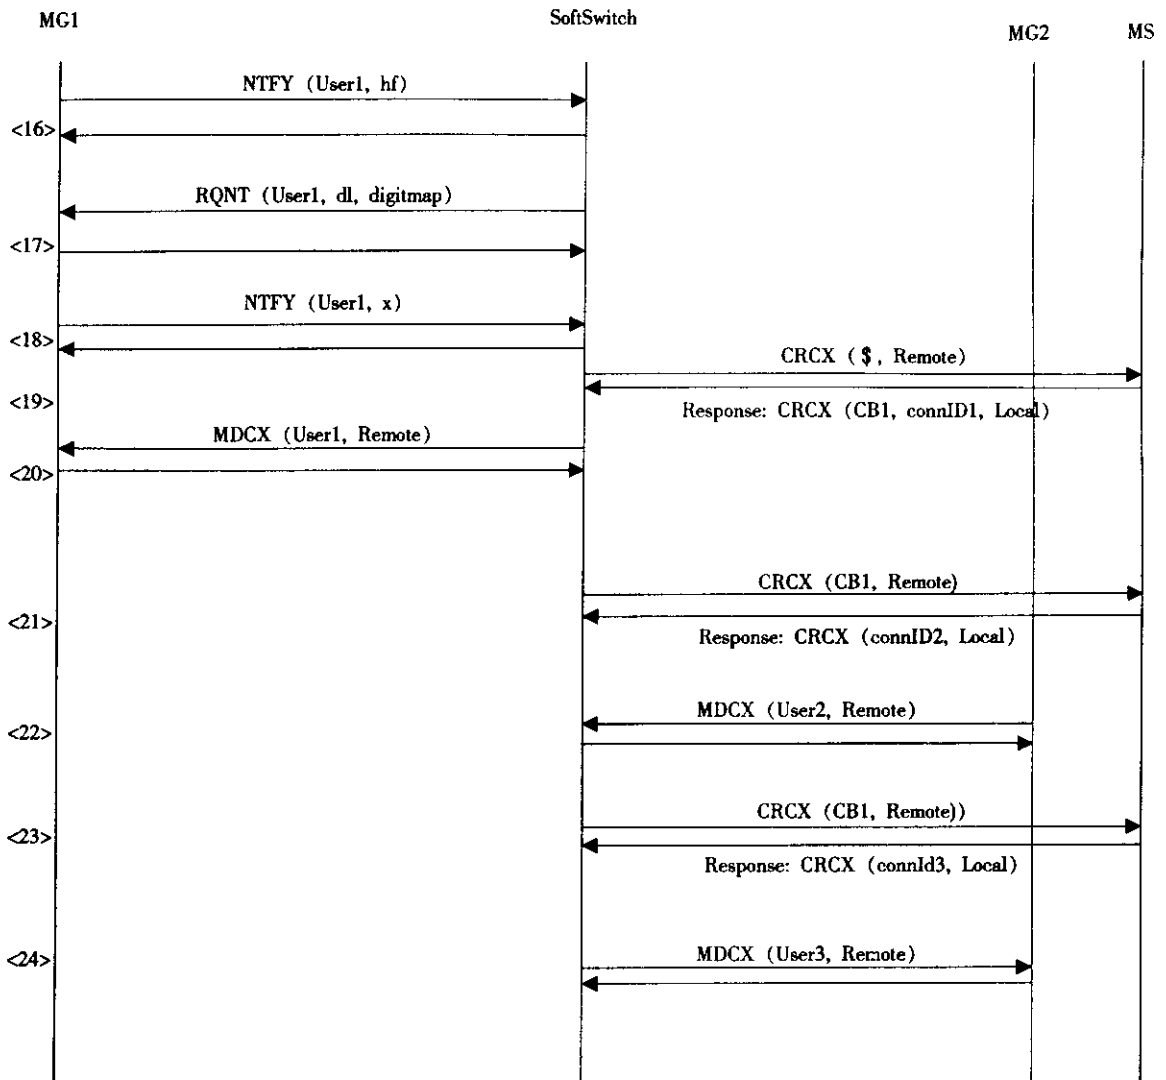 MG1
SoftSwitch
MG2
MS
NTFY (User1, hf)
<16>
RQNT (User1, dl, digitmap)
<17>
NTFY (User1, x)
<18>
CRCX ($, Remote)
<19>
Response: CRCX (CB1, connID1, Local)
MDCX (User1, Remote)
<20>
CRCX (CB1, Remote)
<21>
Response: CRCX (connID2, Local)
MDCX (User2, Remote)
<22>
CRCX (CB1, Remote))
<23>
Response: CRCX (connId3, Local)
MDCX (User3, Remote)
<24>